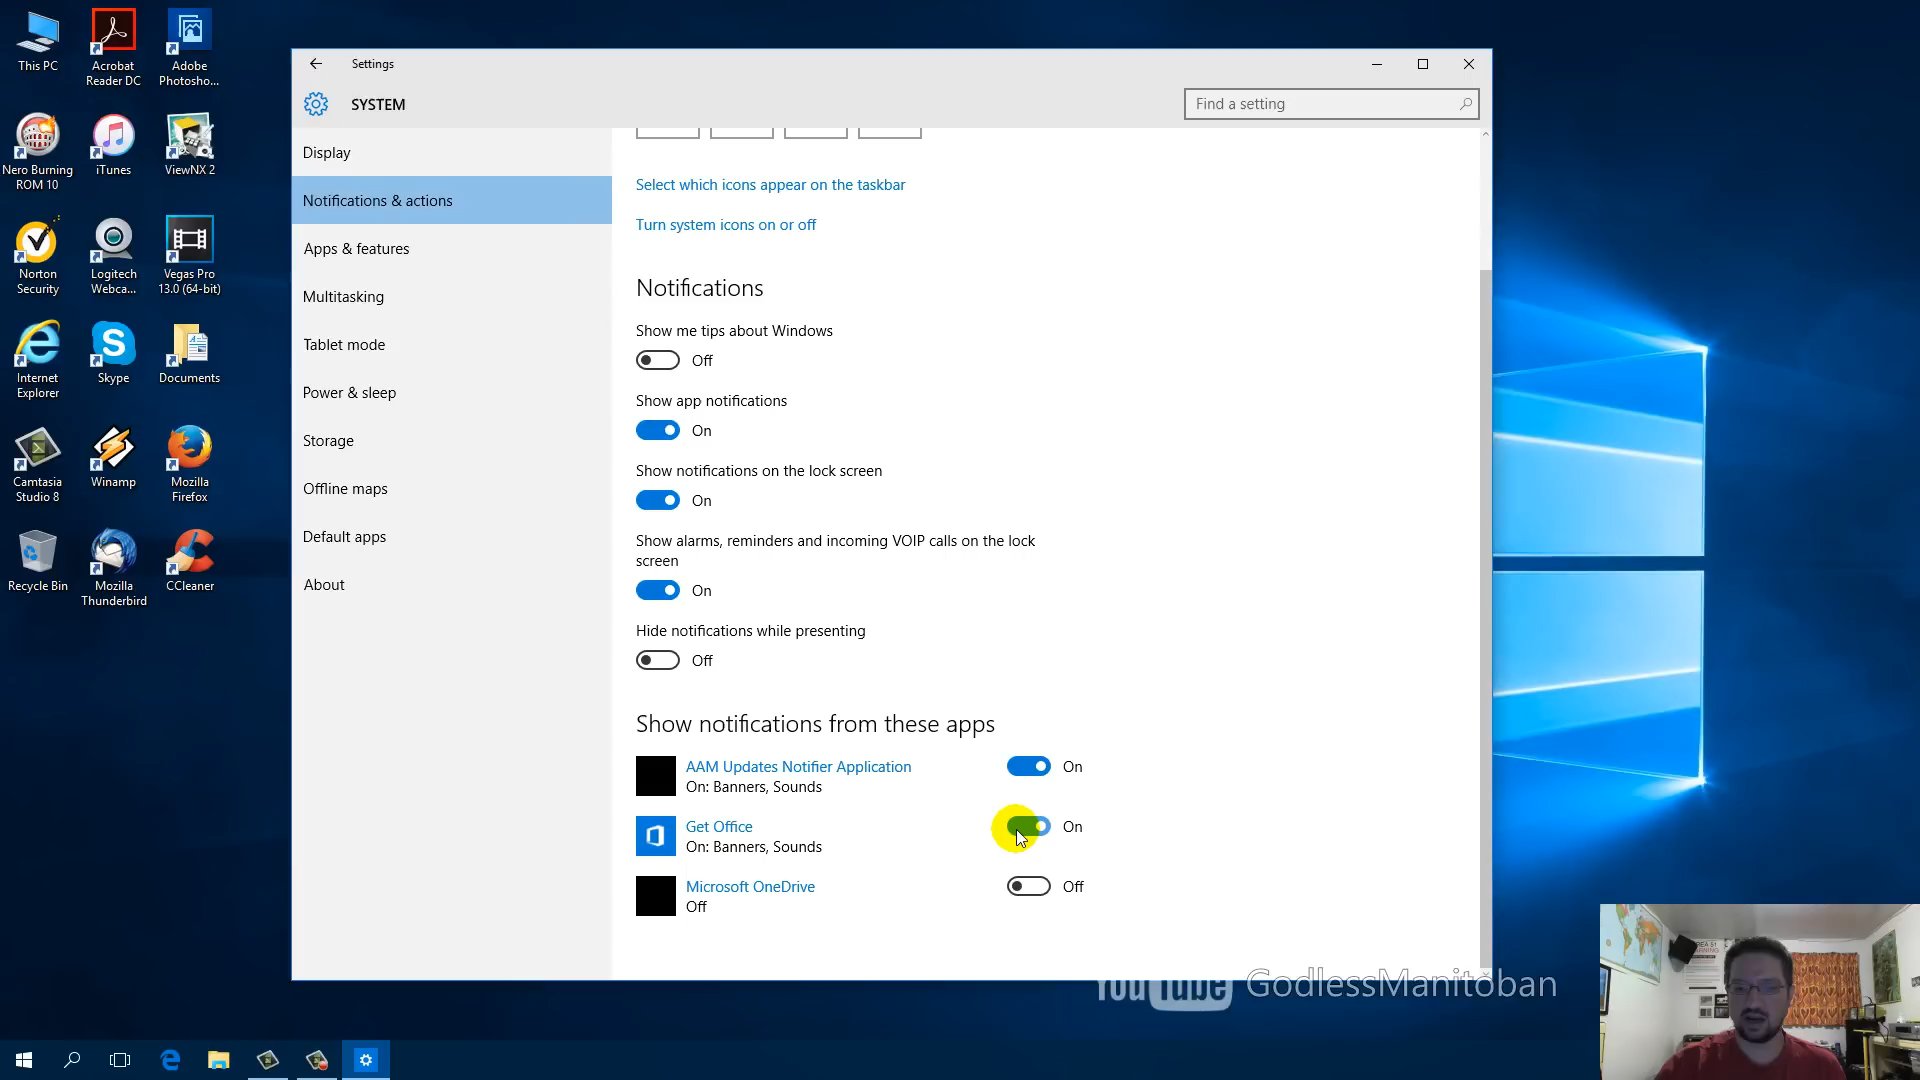 This PC
Acrobat
Reader DC
Adobe
Photosho...
Nero Burning
ROM 10
iTunes
ViewNX 2
Norton
Security
Logitech
Webca...
Vegas Pro
13.0 (64-bit)
Internet
Explorer
Skype
Documents
Camtasia
Studio 8
Winamp
Mozilla
Firefox
Recycle Bin
Mozilla
Thunderbird
CCleaner
Settings
SYSTEM
Find a setting
Display
Notifications & actions
Apps & features
Multitasking
Tablet mode
Power & sleep
Storage
Offline maps
Default apps
About
Select which icons appear on the taskbar
Turn system icons on or off
Notifications
Show me tips about Windows
Off
Show app notifications
On
Show notifications on the lock screen
On
Show alarms, reminders and incoming VOIP calls on the lock
screen
On
Hide notifications while presenting
Off
Show notifications from these apps
AAM Updates Notifier Application
On: Banners, Sounds
On
Get Office
On: Banners, Sounds
On
Microsoft OneDrive
Off
Off
YouTube GodlessManitoban